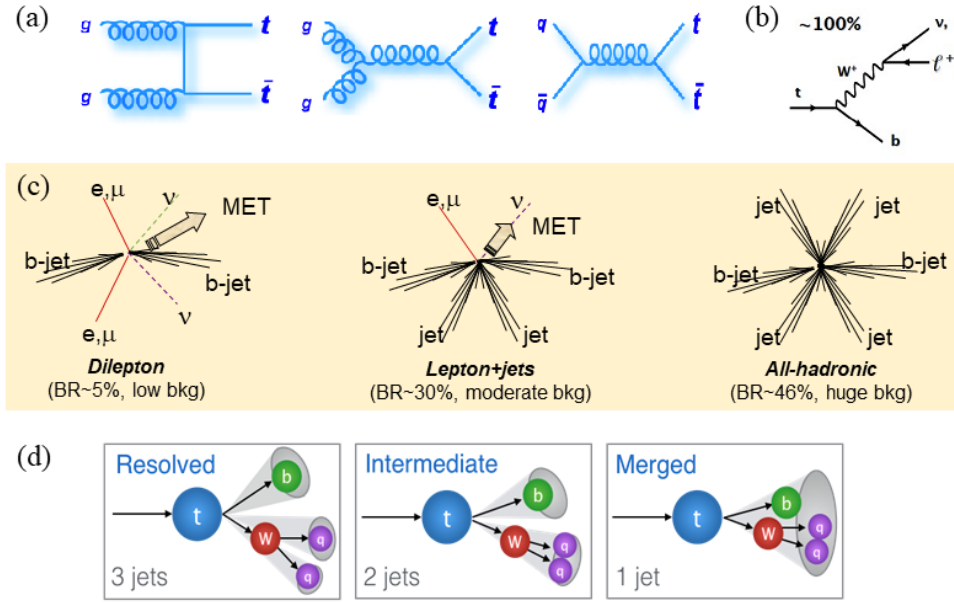 (a)
g
g
t
t̄
g
g
t
t̄
q
q̄
t
t̄
(b)
~100%
ν,
ℓ+
W+
t
b
(c)
e,μ
ν
MET
b-jet
b-jet
e,μ
ν
Dilepton
(BR~5%, low bkg)
e,μ
ν
MET
b-jet
b-jet
jet
jet
Lepton+jets
(BR~30%, moderate bkg)
jet
jet
b-jet
b-jet
jet
jet
All-hadronic
(BR~46%, huge bkg)
(d)
Resolved
b
t
W
q
q
3 jets
Intermediate
b
t
W
q
q
2 jets
Merged
b
t
W
q
q
1 jet